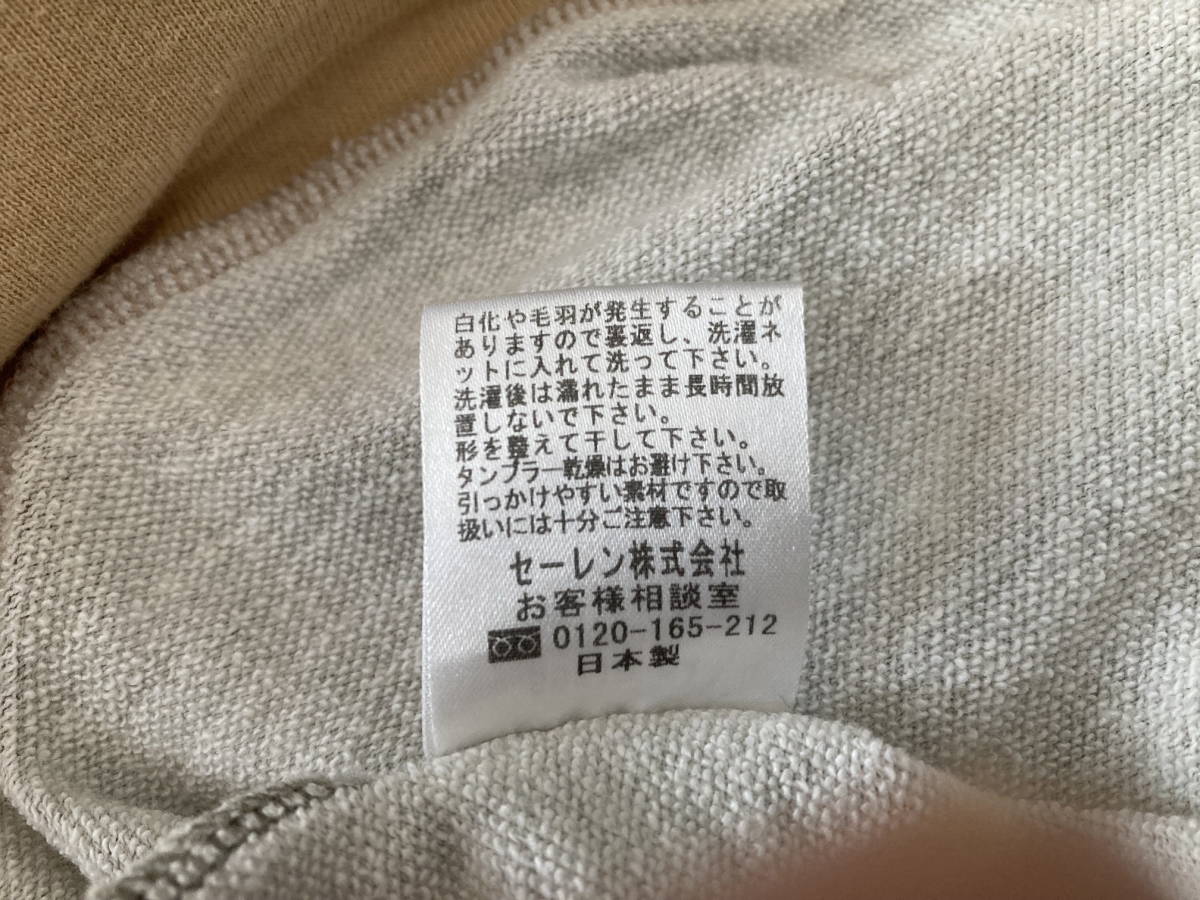 白化や毛羽が発生することが
ありますので裏返し、洗濯ネ
ットに入れて洗って下さい。
洗濯後は濡れたまま長時間放
置しないで下さい。
形を整えて干して下さい。
タンブラー乾燥はお避け下さい。
引っかけやすい素材ですので取
扱いには十分ご注意下さい。
セーレン株式会社
お客様相談室
0120-165-212
日本製